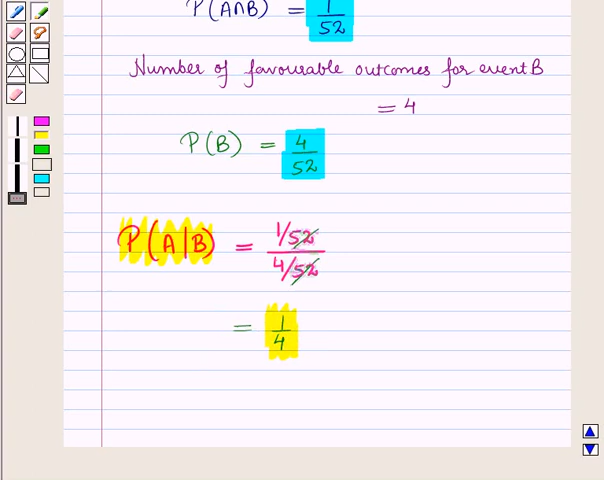 P(A∩B) = 1/52
Number of favourable outcomes for event B
= 4
P(B) = 4/52
P(A|B) = (1/52)/(4/52)
= 1/4